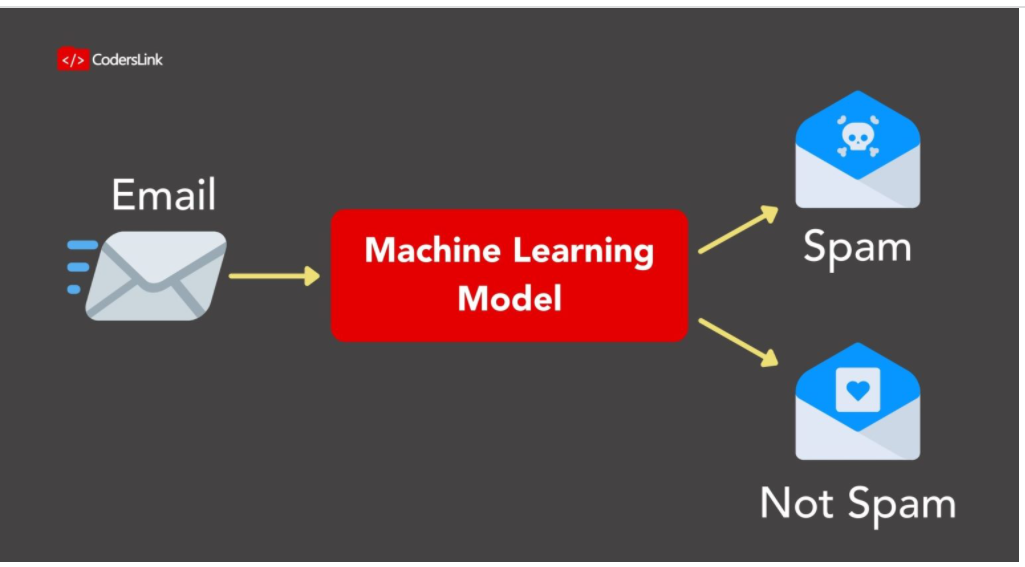 </> CodersLink
Email
Machine Learning
Model
Spam
Not Spam